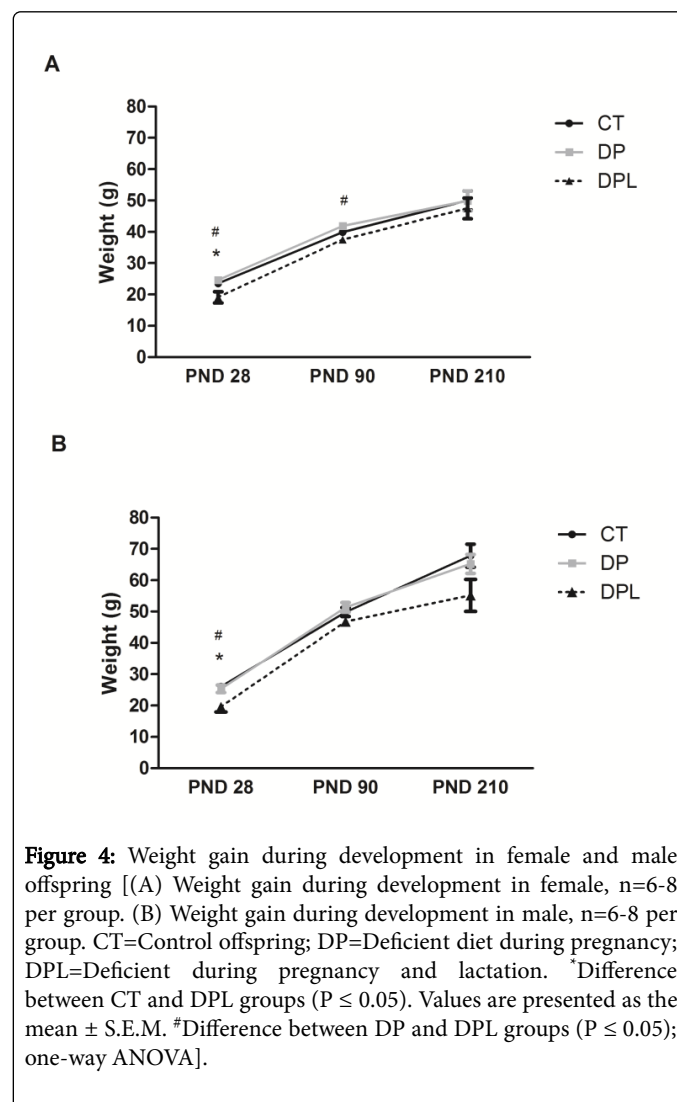 A
80
70
60
50
40
30
20
10
0
Weight (g)
#
*
#
CT
DP
DPL
PND 28 PND 90 PND 210
B
80
70
60
50
40
30
20
10
0
Weight (g)
#
*
CT
DP
DPL
PND 28 PND 90 PND 210
Figure 4: Weight gain during development in female and male
offspring [(A) Weight gain during development in female, n=6-8
per group. (B) Weight gain during development in male, n=6-8 per
group. CT=Control offspring; DP=Deficient diet during pregnancy;
DPL=Deficient during pregnancy and lactation. *Difference
between CT and DPL groups (P ≤ 0.05). Values are presented as the
mean ± S.E.M. #Difference between DP and DPL groups (P ≤ 0.05);
one-way ANOVA].